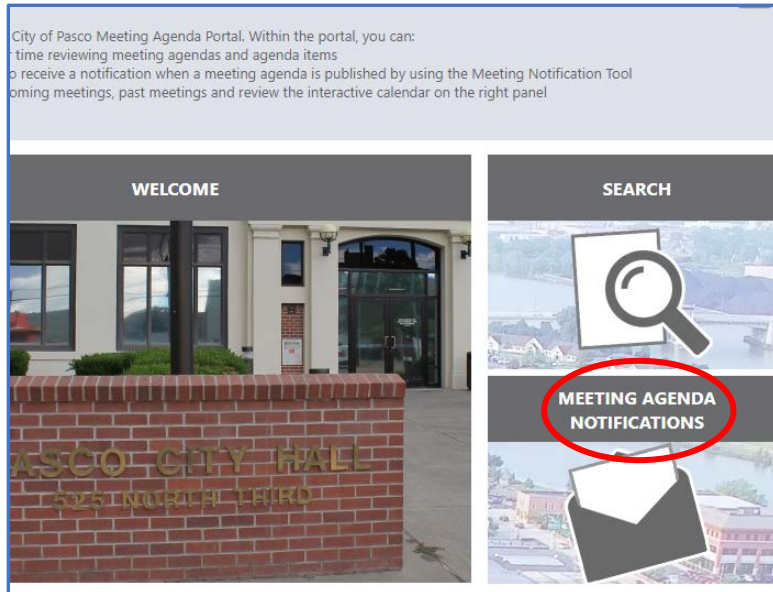 City of Pasco Meeting Agenda Portal. Within the portal, you can:
time reviewing meeting agendas and agenda items
o receive a notification when a meeting agenda is published by using the Meeting Notification Tool
oming meetings, past meetings and review the interactive calendar on the right panel
WELCOME
SEARCH
MEETING AGENDA
NOTIFICATIONS
ASCO CITY HALL
525 NORTH THIRD